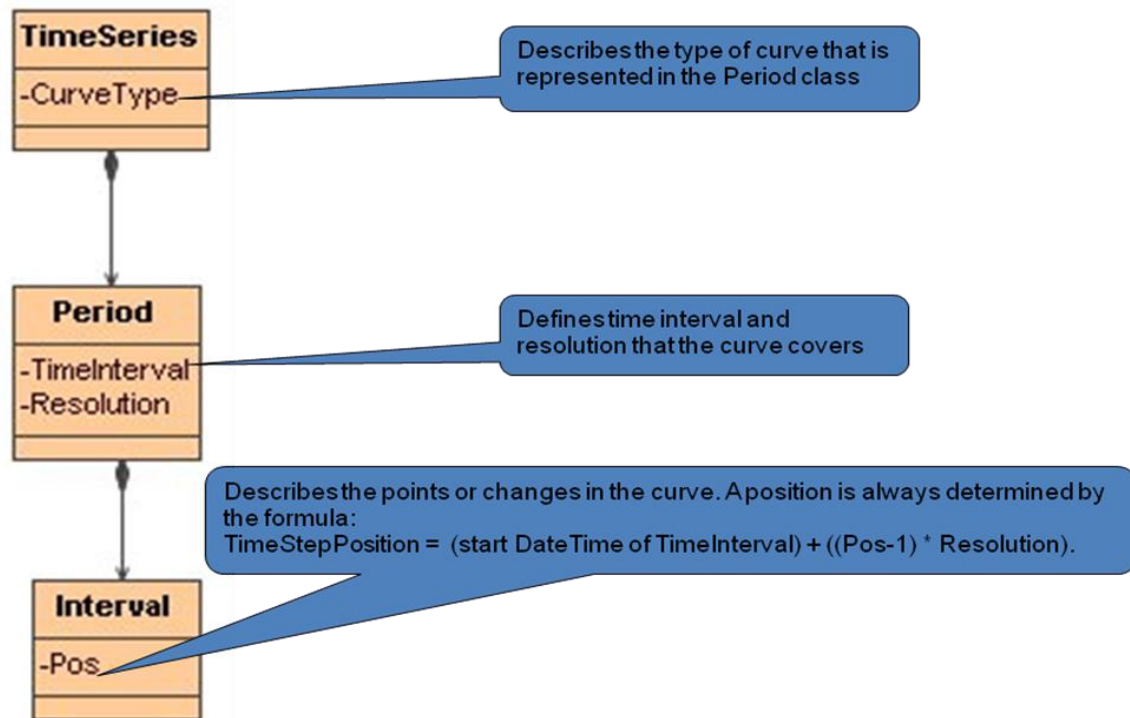 TimeSeries
-CurveType
Describes the type of curve that is
represented in the Period class
Period
-TimeInterval
-Resolution
Defines time interval and
resolution that the curve covers
Describes the points or changes in the curve. A position is always determined by
the formula:
TimeStepPosition = (start DateTime of TimeInterval) + ((Pos-1) * Resolution).
Interval
-Pos